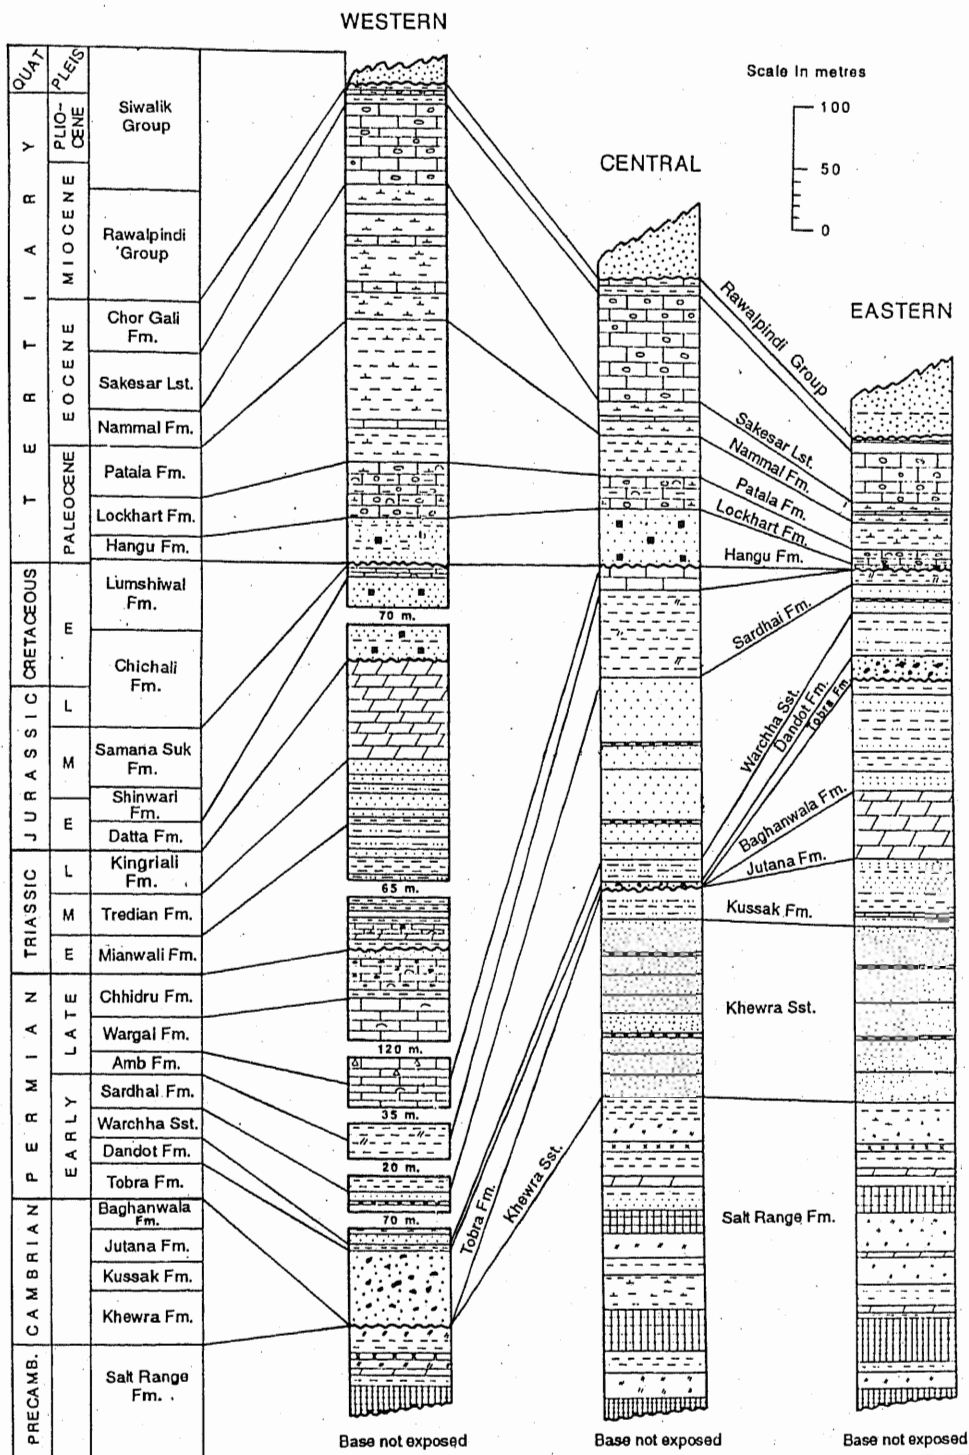 WESTERN
CENTRAL
EASTERN
Scale In metres
100
50
0
QUAT
TERTIARY
CRETACEOUS
JURASSIC
TRIASSIC
PERMIAN
CAMBRIAN
PRECAMB.
PLEIS
PLIO-
CENE
MIOCENE
EOCENE
PALEOCENE
E
L
M
E
L
M
E
LATE
EARLY
Siwalik
Group
Rawalpindi
Group
Chor Gali
Fm.
Sakesar Lst.
Nammal Fm.
Patala Fm.
Lockhart Fm.
Hangu Fm.
Lumshiwal
Fm.
Chichali
Fm.
Samana Suk
Fm.
Shinwari
Fm.
Datta Fm.
Kingriali
Fm.
Tredian Fm.
Mianwali Fm.
Chhidru Fm.
Wargal Fm.
Amb Fm.
Sardhai Fm.
Warchha Sst.
Dandot Fm.
Tobra Fm.
Baghanwala
Fm.
Jutana Fm.
Kussak Fm.
Khewra Fm.
Salt Range
Fm.
70 m.
65 m.
120 m.
35 m.
20 m.
70 m.
Base not exposed
Tobra Fm.
Khewra Sst.
Base not exposed
Rawalpindi Group
Sakesar Lst.
Nammal Fm.
Patala Fm.
Lockhart Fm.
Hangu Fm.
Sardhai Fm.
Warchha Sst.
Dandot Fm.
Tobra Fm.
Baghanwala Fm.
Jutana Fm.
Kussak Fm.
Khewra Sst.
Salt Range Fm.
Base not exposed